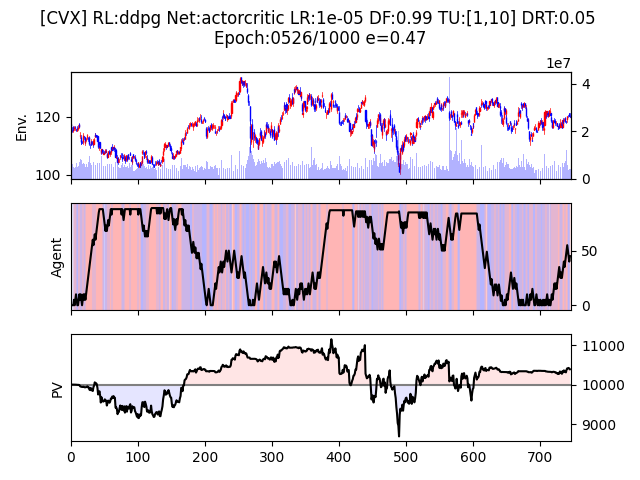 [CVX] RL:ddpg Net:actorcritic LR:1e-05 DF:0.99 TU:[1,10] DRT:0.05
Epoch:0526/1000 e=0.47
1e7
Env.
120
100
4
2
0
Agent
50
0
PV
11000
10000
9000
0 100 200 300 400 500 600 700